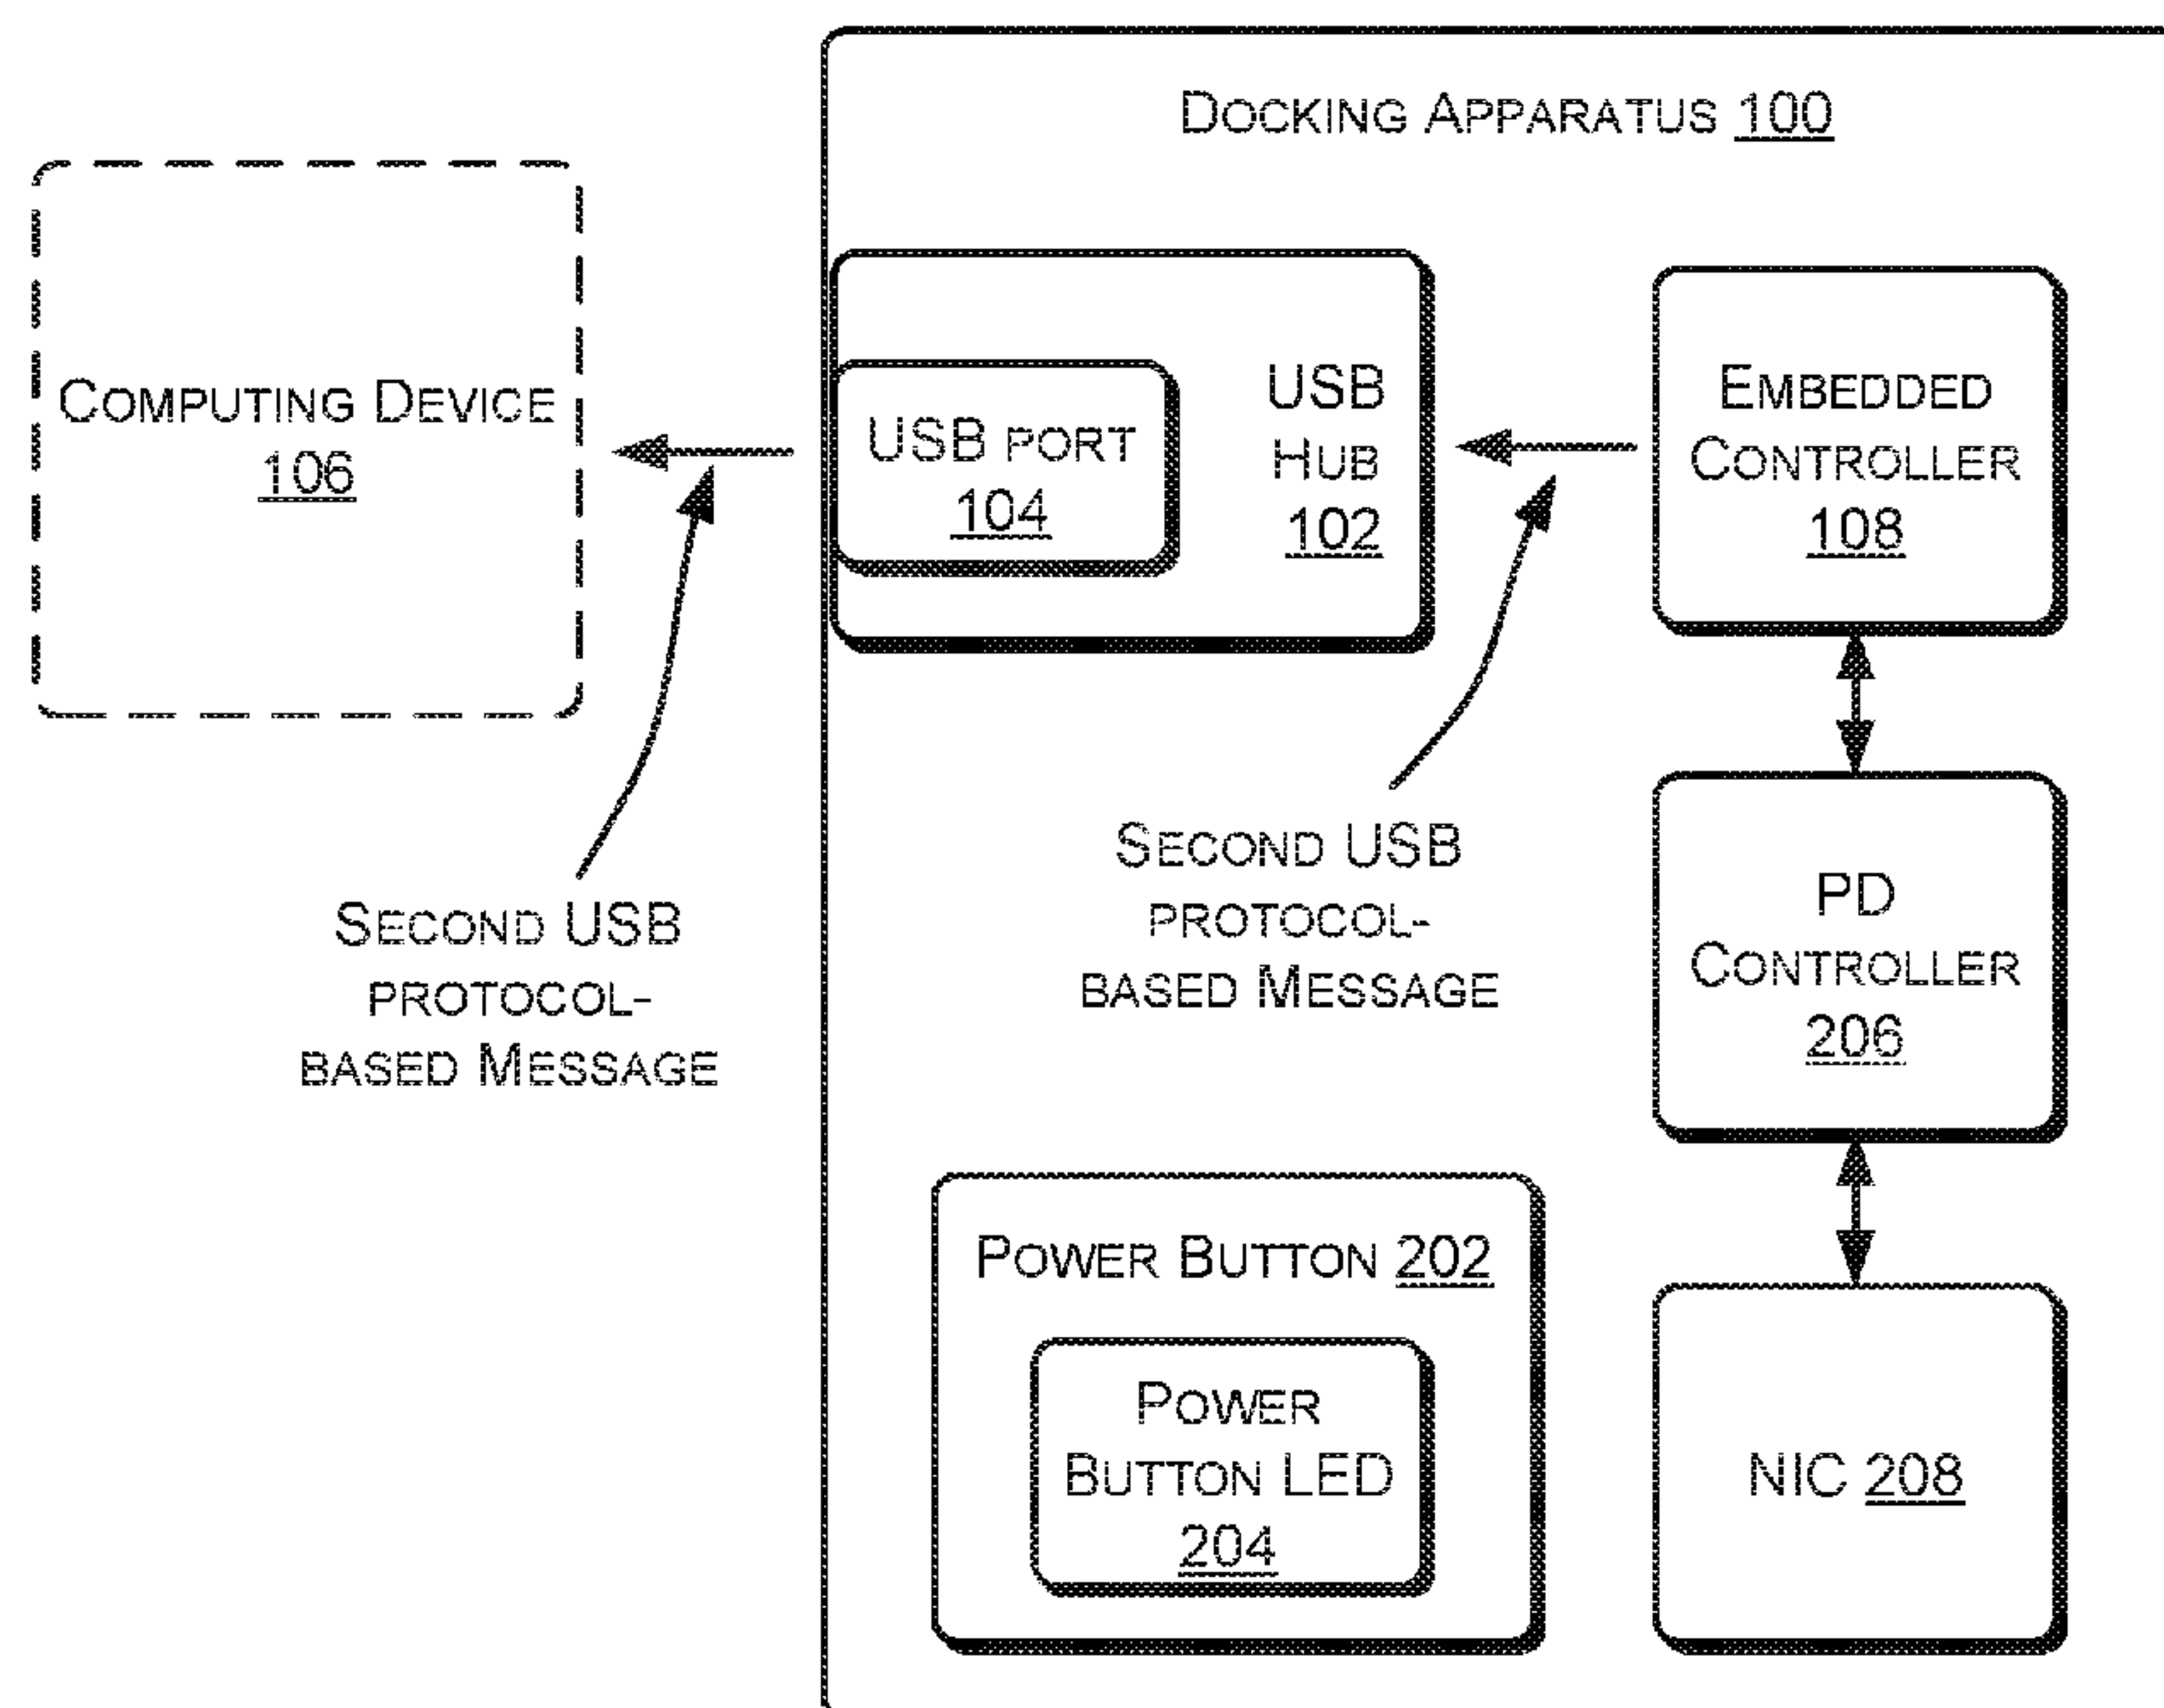 DOCKING APPARATUS 100
COMPUTING DEVICE
106
USB PORT
104
USB
HUB
102
EMBEDDED
CONTROLLER
108
SECOND USB
PROTOCOL-
BASED MESSAGE
SECOND USB
PROTOCOL-
BASED MESSAGE
PD
CONTROLLER
206
POWER BUTTON 202
POWER
BUTTON LED
204
NIC 208